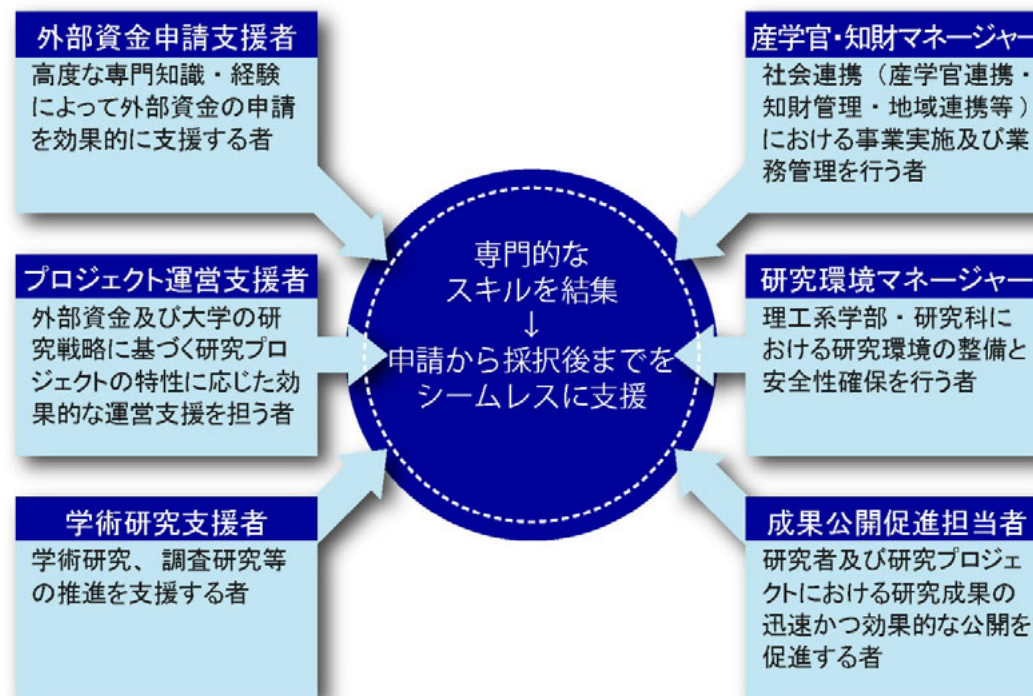 外部資金申請支援者
高度な専門知識・経験
によって外部資金の申請
を効果的に支援する者
プロジェクト運営支援者
外部資金及び大学の研
究戦略に基づく研究プロ
ジェクトの特性に応じた効
果的な運営支援を担う者
学術研究支援者
学術研究、調査研究等
の推進を支援する者
専門的な
スキルを結集
↓
申請から採択後までを
シームレスに支援
産学官・知財マネージャー
社会連携（産学官連携・
知財管理・地域連携等）
における事業実施及び業
務管理を行う者
研究環境マネージャー
理工系学部・研究科に
おける研究環境の整備と
安全性確保を行う者
成果公開促進担当者
研究者及び研究プロジェ
クトにおける研究成果の
迅速かつ効果的な公開を
促進する者